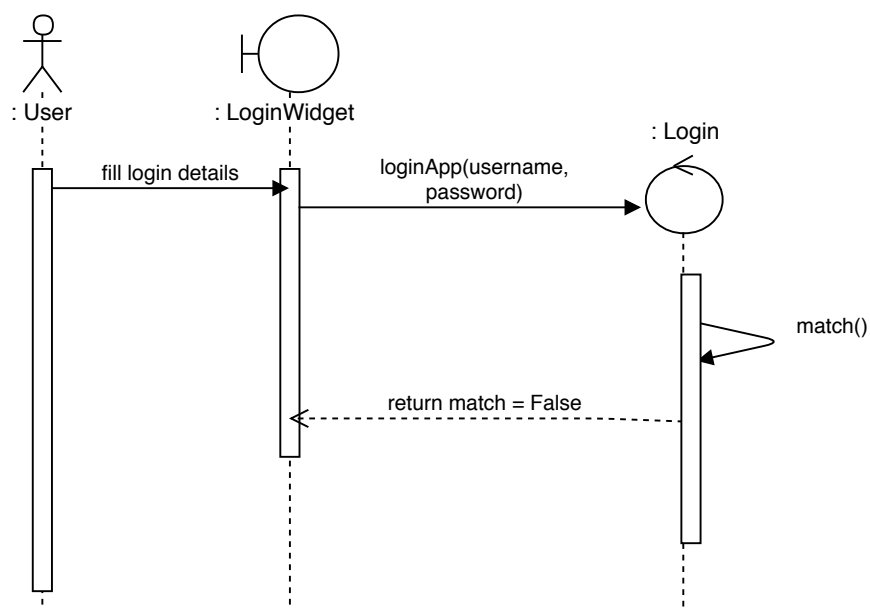 : User
: LoginWidget
: Login
fill login details
loginApp(username,
password)
match()
return match = False